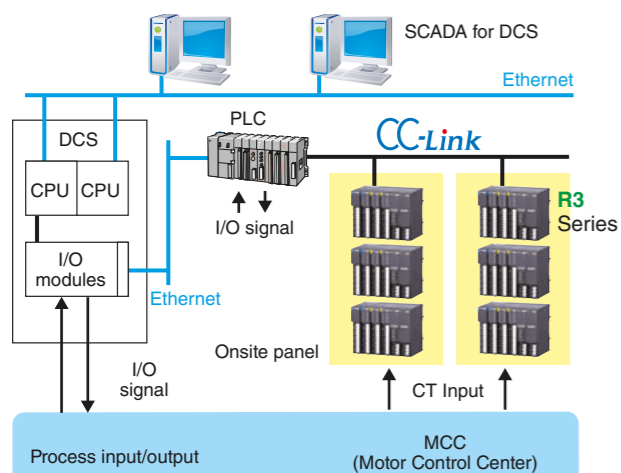 SCADA for DCS
Ethernet
DCS
PLC
CC-Link
CPU
CPU
R3
Series
I/O signal
I/O
modules
Ethernet
Onsite panel
I/O
signal
CT Input
Process input/output
MCC
(Motor Control Center)